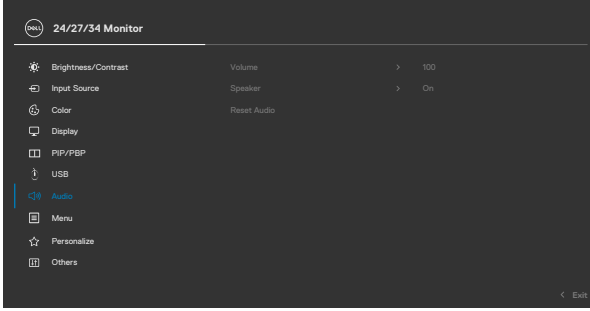 DELL 24/27/34 Monitor
Brightness/Contrast Volume > 100
Input Source Speaker > On
Color Reset Audio
Display
PIP/PBP
USB
Audio
Menu
Personalize
Others
< Exit